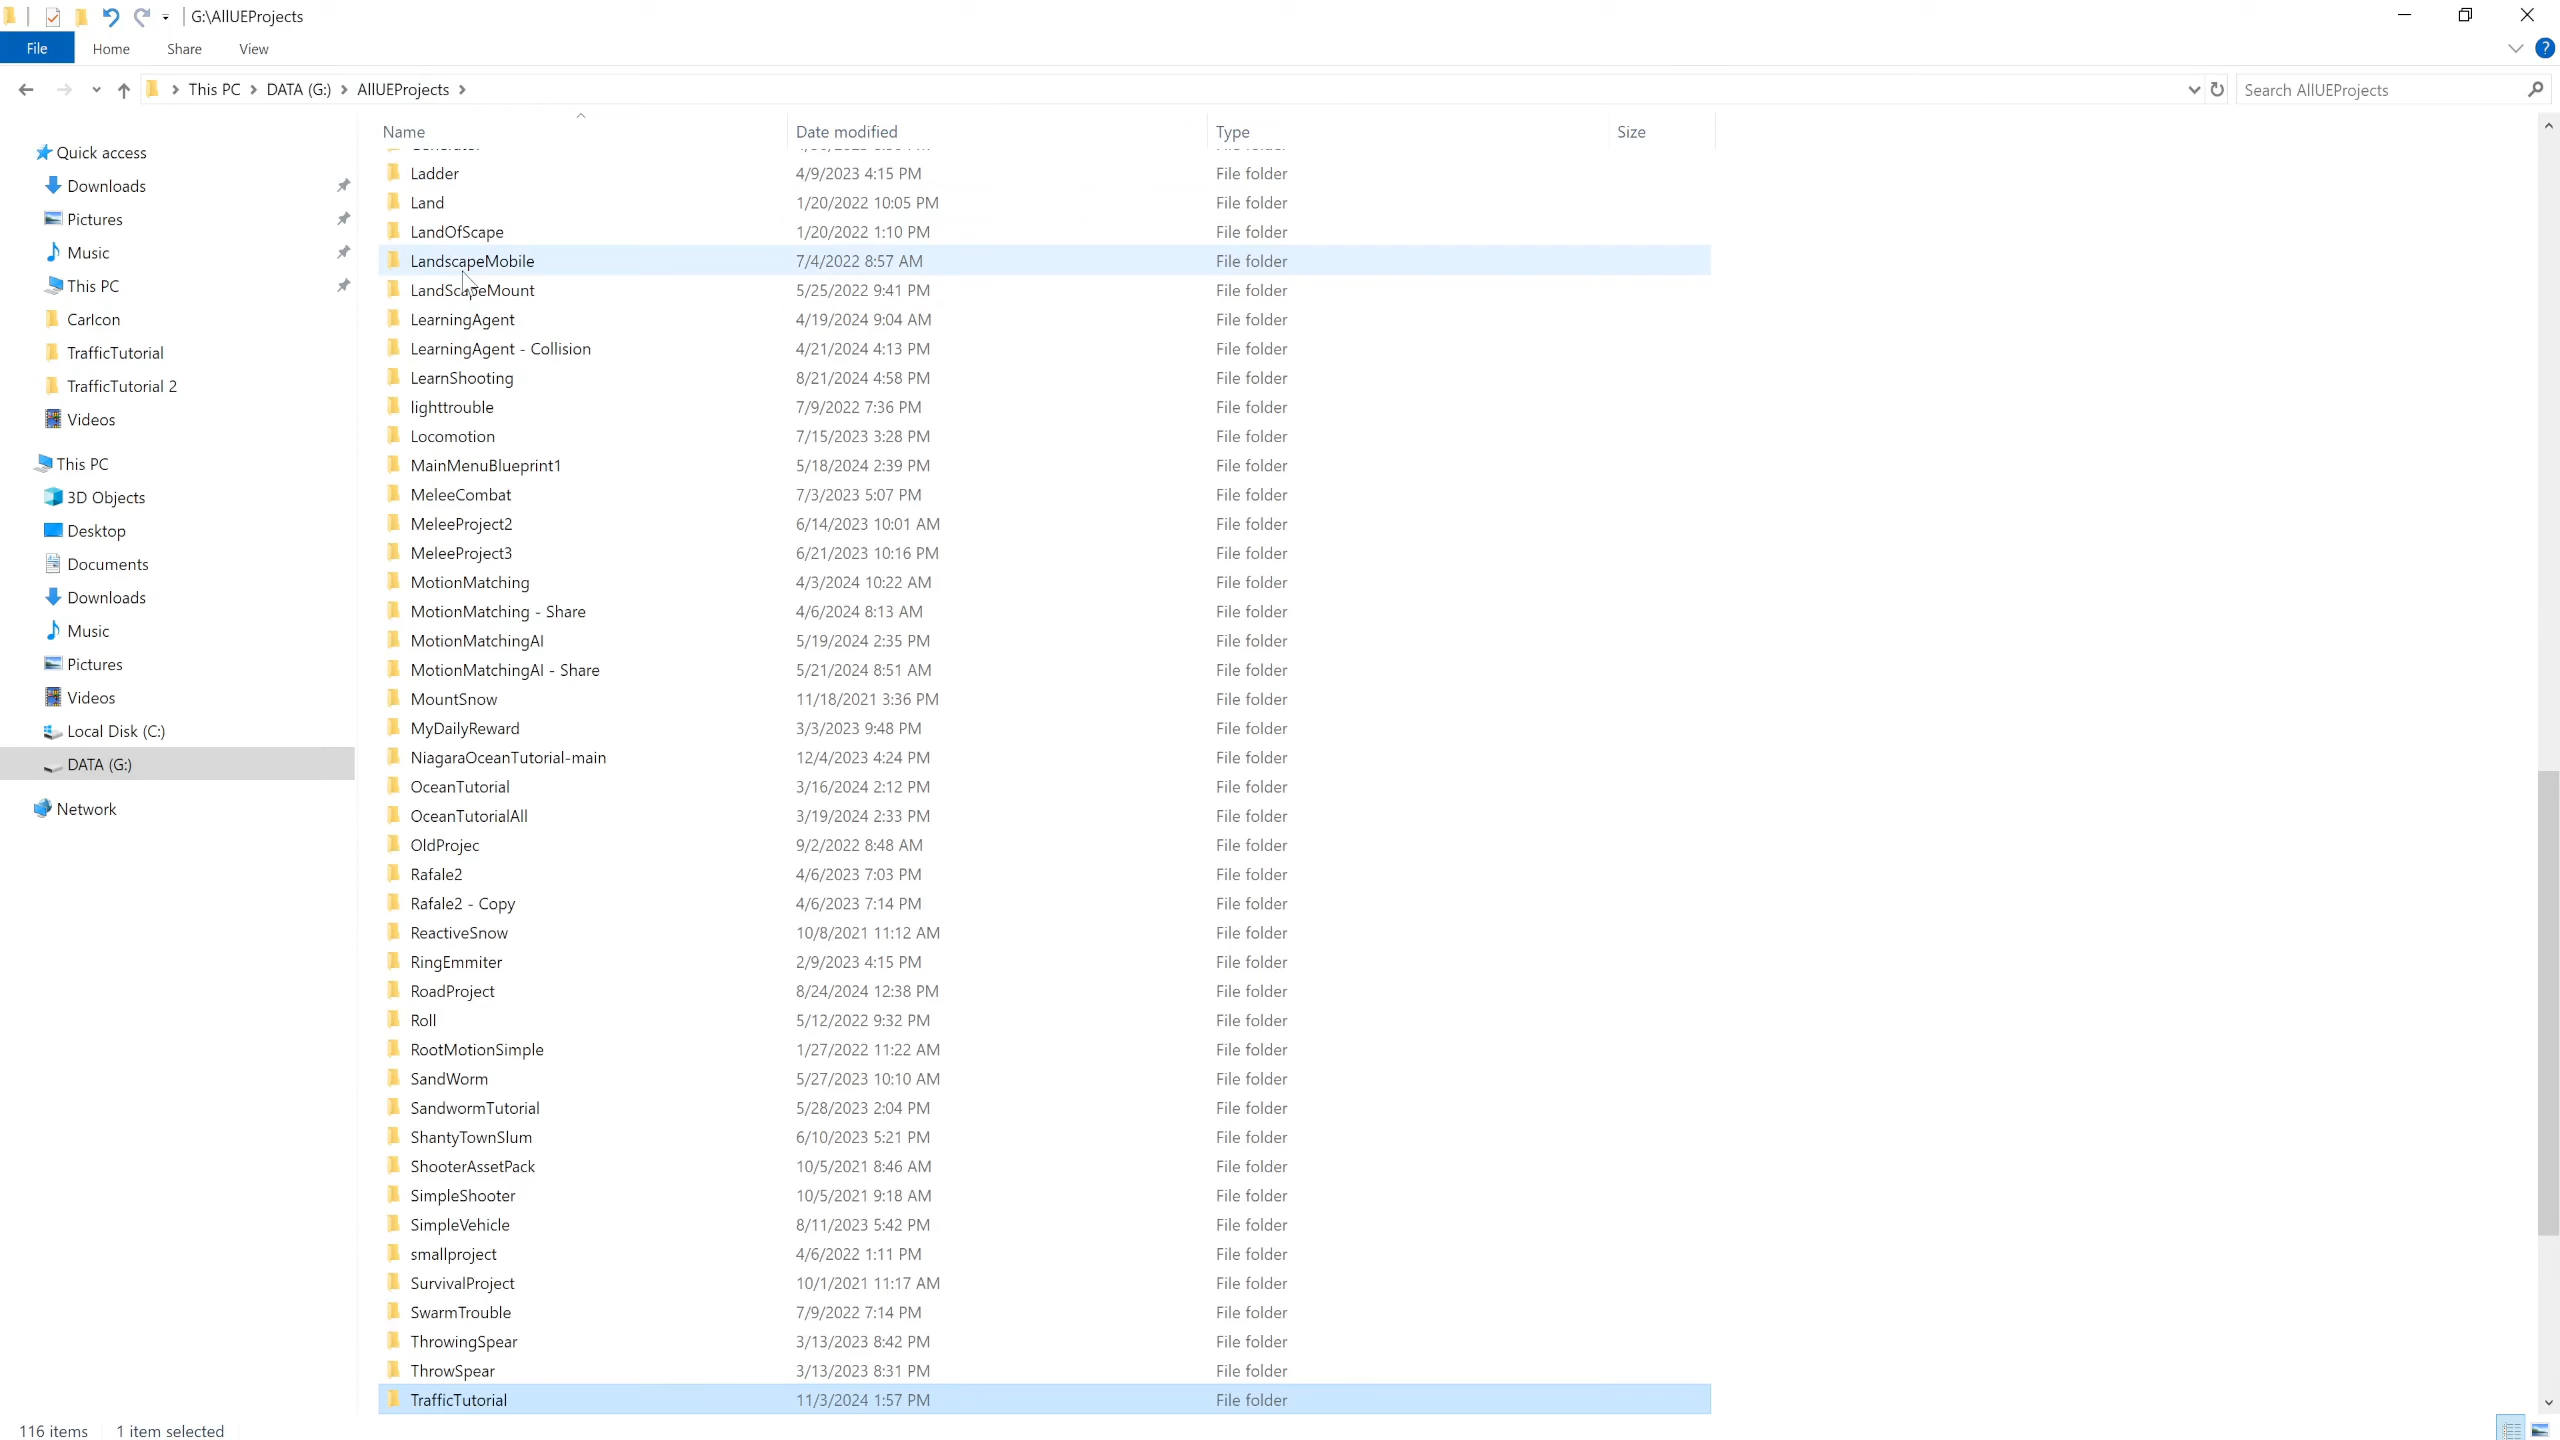 G:\AllUEProjects
File Home Share View
This PC DATA (G:) AllUEProjects
Search AllUEProjects
Name Date modified Type Size
Quick access
Downloads
Pictures
Music
This PC
CarIcon
TrafficTutorial
TrafficTutorial 2
Videos
This PC
3D Objects
Desktop
Documents
Downloads
Music
Pictures
Videos
Local Disk (C:)
DATA (G:)
Network
Ladder 4/9/2023 4:15 PM File folder
Land 1/20/2022 10:05 PM File folder
LandOfScape 1/20/2022 1:10 PM File folder
LandscapeMobile 7/4/2022 8:57 AM File folder
LandScapeMount 5/25/2022 9:41 PM File folder
LearningAgent 4/19/2024 9:04 AM File folder
LearningAgent - Collision 4/21/2024 4:13 PM File folder
LearnShooting 8/21/2024 4:58 PM File folder
lighttrouble 7/9/2022 7:36 PM File folder
Locomotion 7/15/2023 3:28 PM File folder
MainMenuBlueprint1 5/18/2024 2:39 PM File folder
MeleeCombat 7/3/2023 5:07 PM File folder
MeleeProject2 6/14/2023 10:01 AM File folder
MeleeProject3 6/21/2023 10:16 PM File folder
MotionMatching 4/3/2024 10:22 AM File folder
MotionMatching - Share 4/6/2024 8:13 AM File folder
MotionMatchingAI 5/19/2024 2:35 PM File folder
MotionMatchingAI - Share 5/21/2024 8:51 AM File folder
MountSnow 11/18/2021 3:36 PM File folder
MyDailyReward 3/3/2023 9:48 PM File folder
NiagaraOceanTutorial-main 12/4/2023 4:24 PM File folder
OceanTutorial 3/16/2024 2:12 PM File folder
OceanTutorialAll 3/19/2024 2:33 PM File folder
OldProjec 9/2/2022 8:48 AM File folder
Rafale2 4/6/2023 7:03 PM File folder
Rafale2 - Copy 4/6/2023 7:14 PM File folder
ReactiveSnow 10/8/2021 11:12 AM File folder
RingEmmiter 2/9/2023 4:15 PM File folder
RoadProject 8/24/2024 12:38 PM File folder
Roll 5/12/2022 9:32 PM File folder
RootMotionSimple 1/27/2022 11:22 AM File folder
SandWorm 5/27/2023 10:10 AM File folder
SandwormTutorial 5/28/2023 2:04 PM File folder
ShantyTownSlum 6/10/2023 5:21 PM File folder
ShooterAssetPack 10/5/2021 8:46 AM File folder
SimpleShooter 10/5/2021 9:18 AM File folder
SimpleVehicle 8/11/2023 5:42 PM File folder
smallproject 4/6/2022 1:11 PM File folder
SurvivalProject 10/1/2021 11:17 AM File folder
SwarmTrouble 7/9/2022 7:14 PM File folder
ThrowingSpear 3/13/2023 8:42 PM File folder
ThrowSpear 3/13/2023 8:31 PM File folder
TrafficTutorial 11/3/2024 1:57 PM File folder
116 items 1 item selected